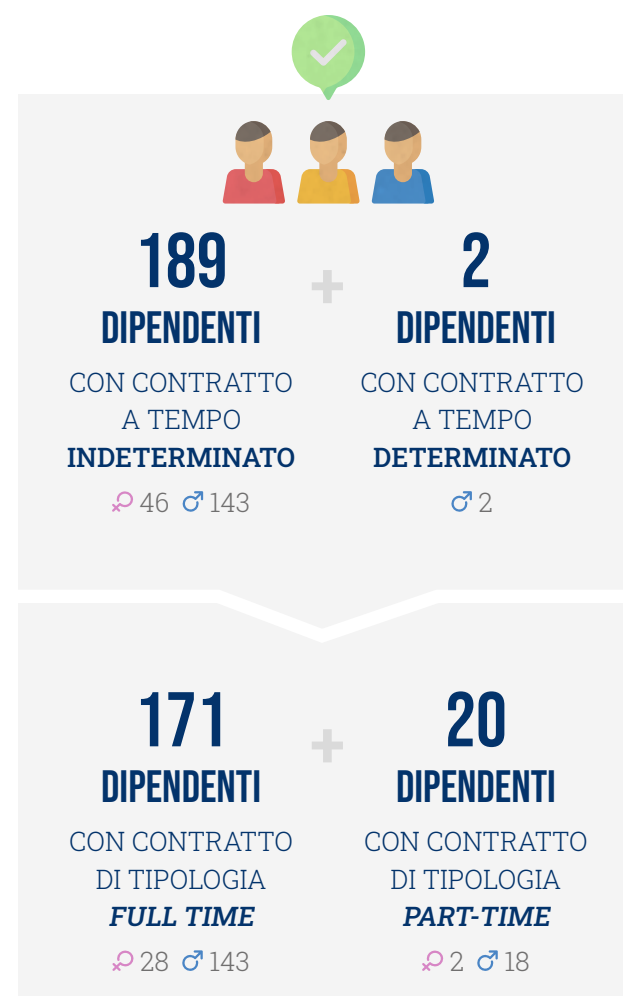 189
DIPENDENTI
CON CONTRATTO
A TEMPO
INDETERMINATO
♀ 46 ♂ 143
+
2
DIPENDENTI
CON CONTRATTO
A TEMPO
DETERMINATO
♂ 2
171
DIPENDENTI
CON CONTRATTO
DI TIPOLOGIA
FULL TIME
♀ 28 ♂ 143
+
20
DIPENDENTI
CON CONTRATTO
DI TIPOLOGIA
PART-TIME
♀ 2 ♂ 18